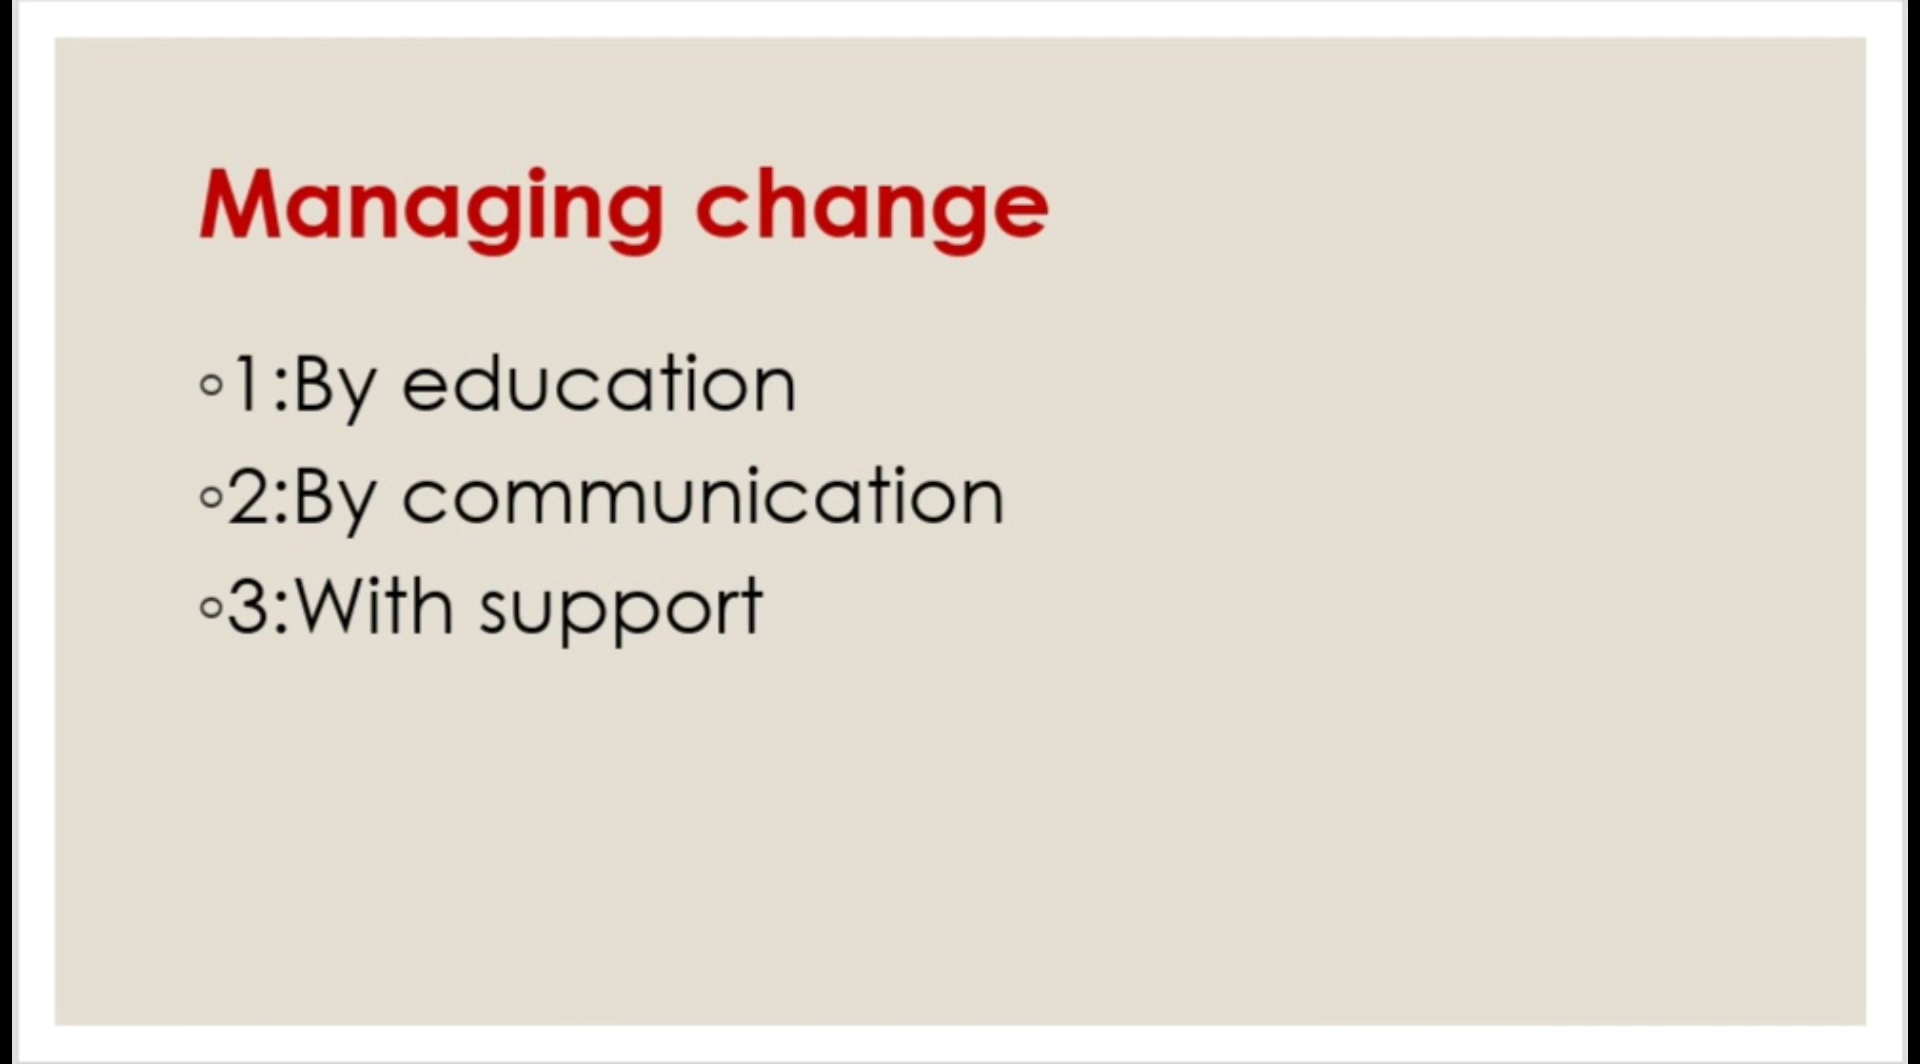 Managing change
◦1:By education
◦2:By communication
◦3:With support